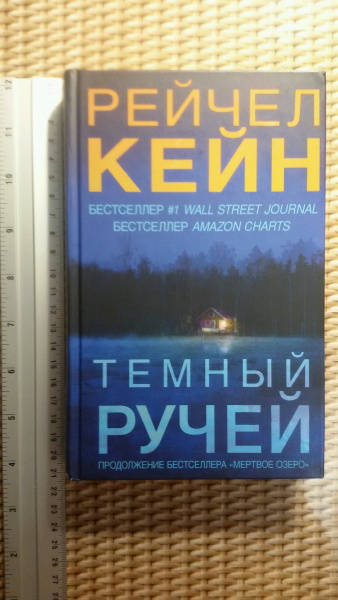 РЕЙЧЕЛ
КЕЙН
БЕСТСЕЛЛЕР #1 WALL STREET JOURNAL
БЕСТСЕЛЛЕР AMAZON CHARTS
ТЕМНЫЙ
РУЧЕЙ
ПРОДОЛЖЕНИЕ БЕСТСЕЛЛЕРА «МЕРТВОЕ ОЗЕРО»